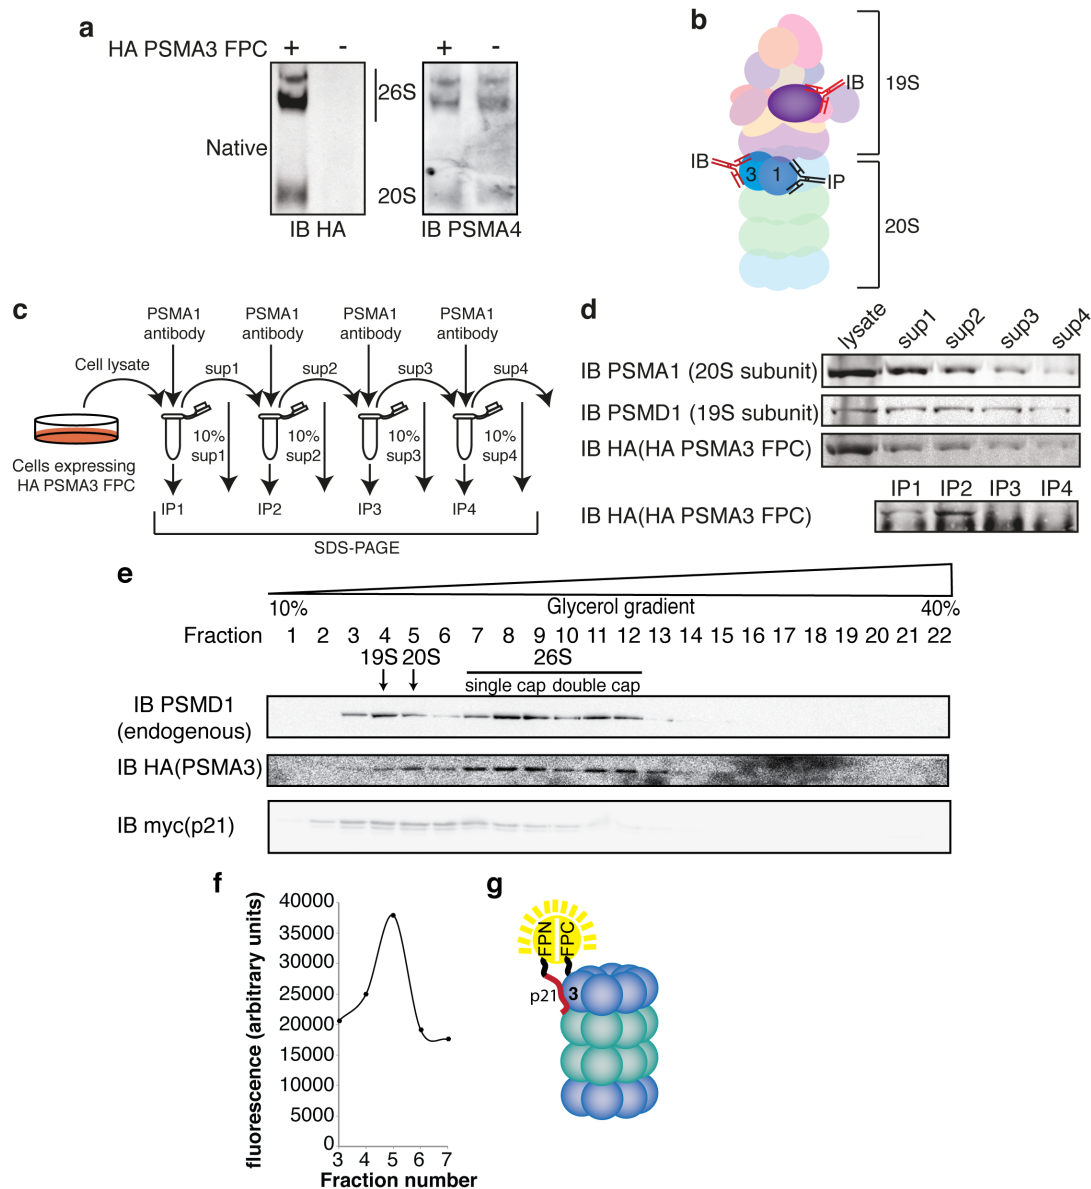 a
HA PSMA3 FPC + -
+ -
Native
26S
20S
IB HA
IB PSMA4
b
IB
19S
IB
3 1
IP
20S
c
PSMA1 antibody
PSMA1 antibody
PSMA1 antibody
PSMA1 antibody
Cell lysate
sup1
sup2
sup3
sup4
10% sup1
10% sup2
10% sup3
10% sup4
Cells expressing
HA PSMA3 FPC
IP1
IP2
IP3
IP4
SDS-PAGE
d
lysate
sup1
sup2
sup3
sup4
IB PSMA1 (20S subunit)
IB PSMD1 (19S subunit)
IB HA(HA PSMA3 FPC)
IP1 IP2 IP3 IP4
IB HA(HA PSMA3 FPC)
e
10% Glycerol gradient 40%
Fraction 1 2 3 4 5 6 7 8 9 10 11 12 13 14 15 16 17 18 19 20 21 22
19S 20S 26S
single cap double cap
IB PSMD1
(endogenous)
IB HA(PSMA3)
IB myc(p21)
f
fluorescence (arbitrary units)
40000
35000
30000
25000
20000
15000
10000
5000
0
3 4 5 6 7
Fraction number
g
FPN
FPC
p21
3